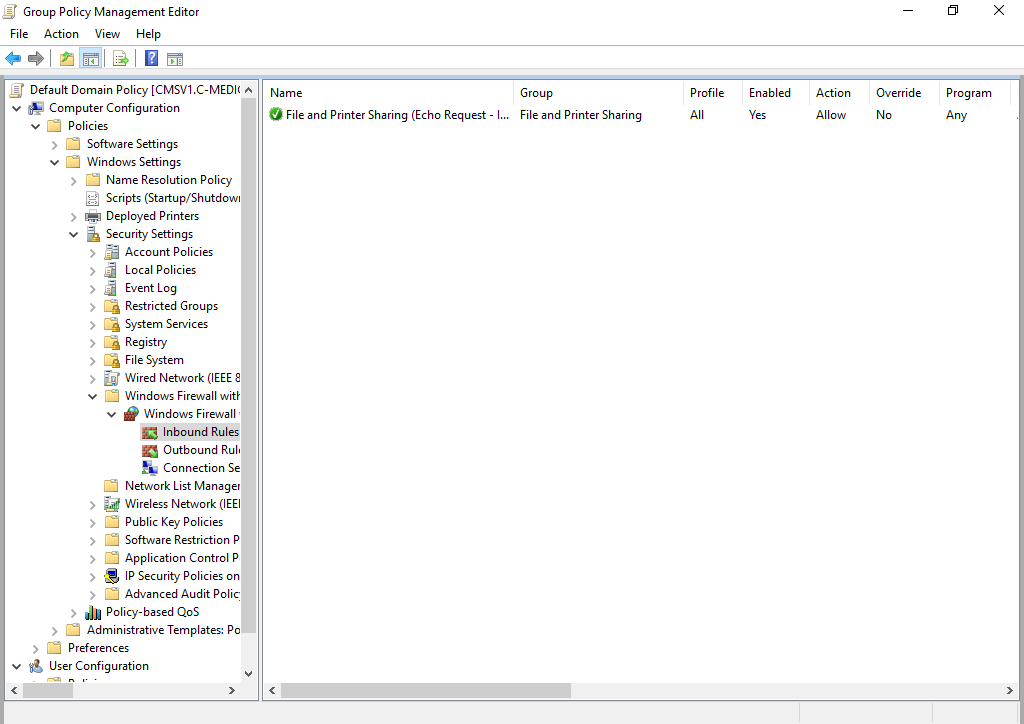 Group Policy Management Editor
File Action View Help
Default Domain Policy [CMSV1.C-MEDIC
Computer Configuration
Policies
Software Settings
Windows Settings
Name Resolution Policy
Scripts (Startup/Shutdown
Deployed Printers
Security Settings
Account Policies
Local Policies
Event Log
Restricted Groups
System Services
Registry
File System
Wired Network (IEEE 8
Windows Firewall with
Windows Firewall
Inbound Rules
Outbound Rule
Connection Se
Network List Manager
Wireless Network (IEEE
Public Key Policies
Software Restriction P
Application Control P
IP Security Policies on
Advanced Audit Policy
Policy-based QoS
Administrative Templates: Po
Preferences
User Configuration
Name Group Profile Enabled Action Override Program
File and Printer Sharing (Echo Request - I... File and Printer Sharing All Yes Allow No Any